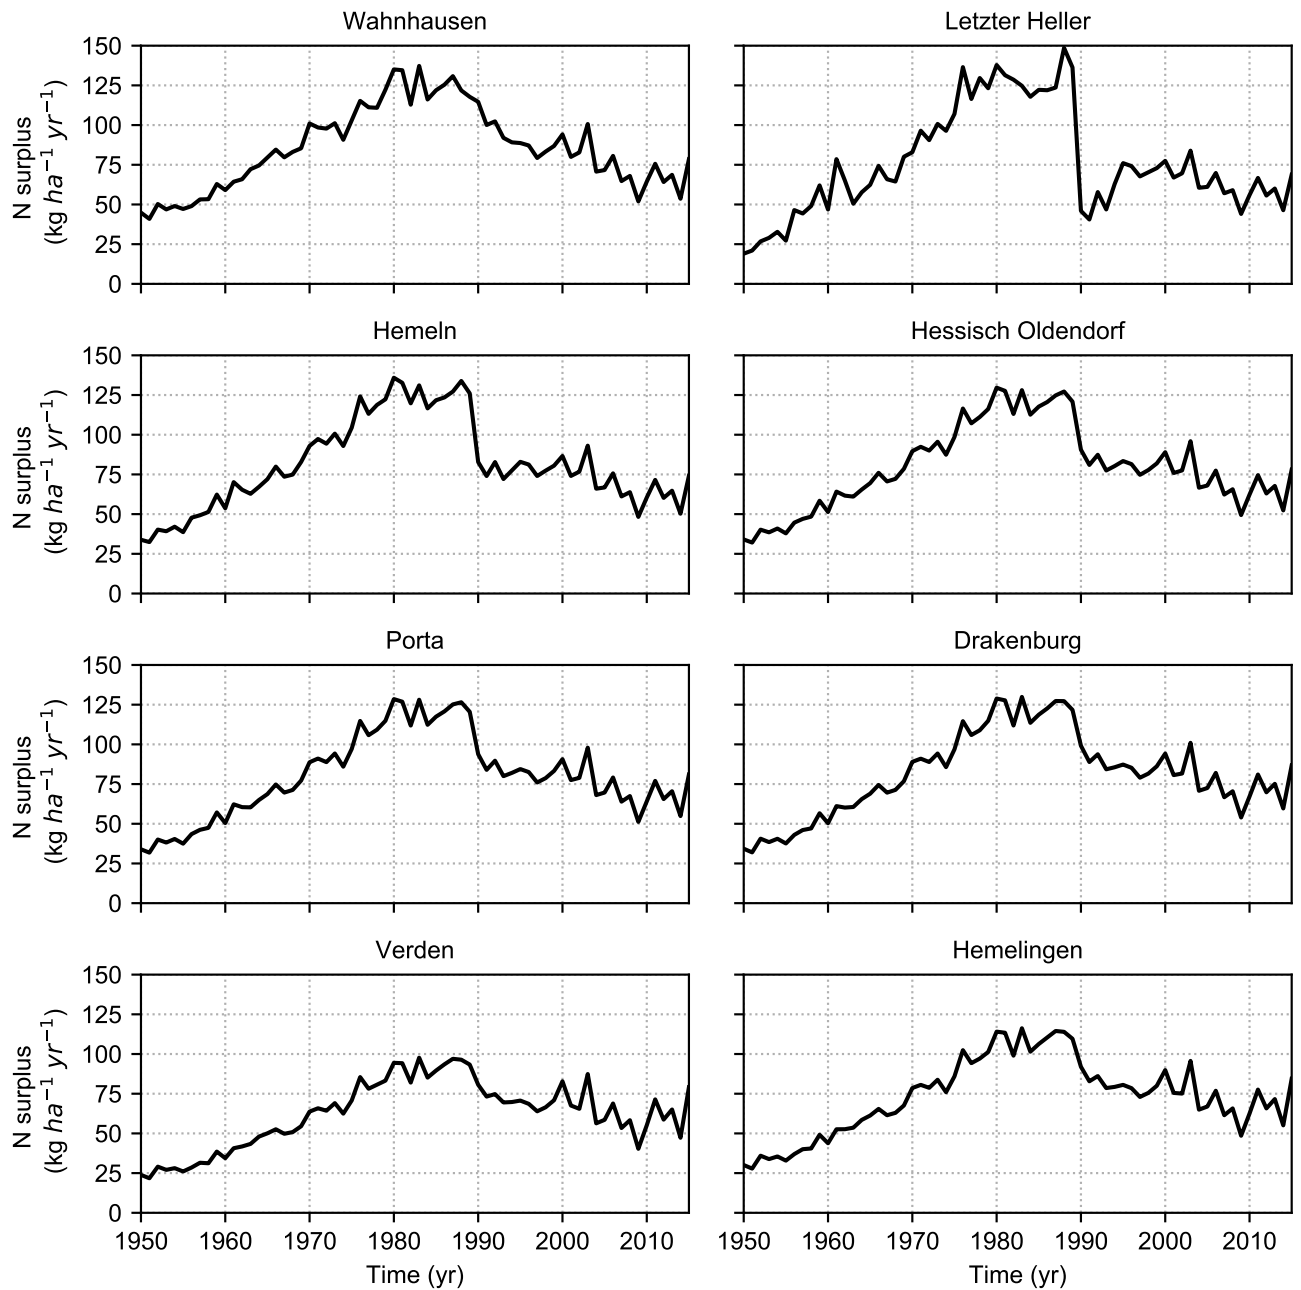 Wahnhausen
Letzter Heller
150
125
100
75
50
25
0
N surplus
(kg ha⁻¹ yr⁻¹)
Hemeln
Hessisch Oldendorf
150
125
100
75
50
25
0
N surplus
(kg ha⁻¹ yr⁻¹)
Porta
Drakenburg
150
125
100
75
50
25
0
N surplus
(kg ha⁻¹ yr⁻¹)
Verden
Hemelingen
150
125
100
75
50
25
0
N surplus
(kg ha⁻¹ yr⁻¹)
1950 1960 1970 1980 1990 2000 2010
1950 1960 1970 1980 1990 2000 2010
Time (yr)
Time (yr)